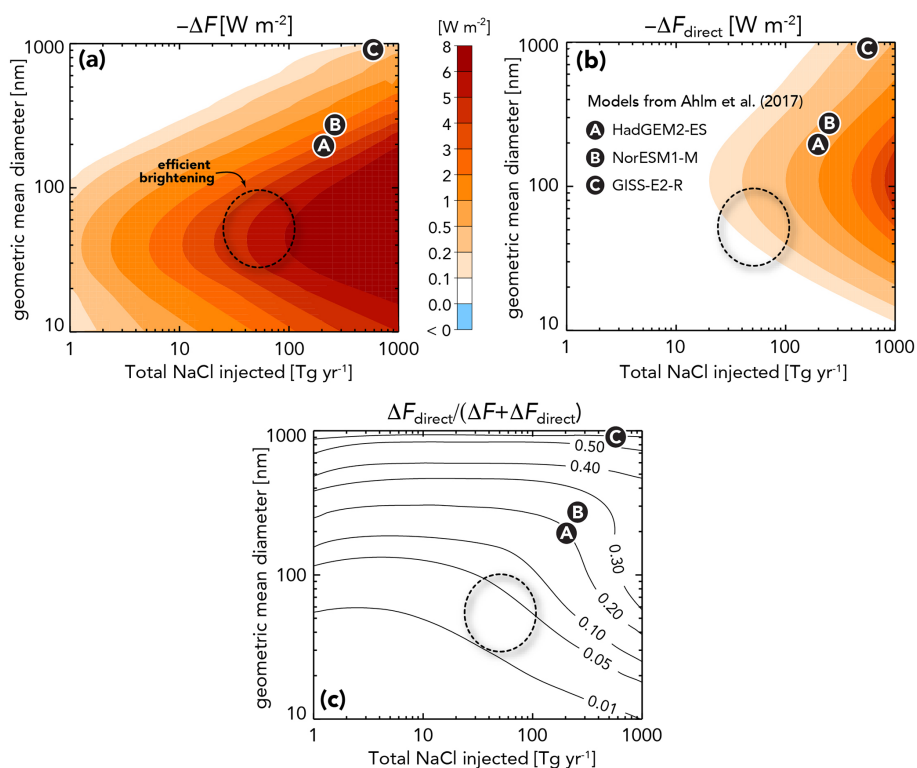 −ΔF [W m⁻²]
(a)
geometric mean diameter [nm]
1000
100
10
1
10
100
1000
Total NaCl injected [Tg yr⁻¹]
efficient
brightening
A
B
C
[W m⁻²]
8
6
5
4
3
2
1
0.5
0.2
0.1
0.0
< 0
−ΔFdirect [W m⁻²]
(b)
geometric mean diameter [nm]
1000
100
10
1
10
100
1000
Total NaCl injected [Tg yr⁻¹]
C
Models from Ahlm et al. (2017)
A HadGEM2-ES
B NorESM1-M
C GISS-E2-R
B
A
ΔFdirect/(ΔF+ΔFdirect)
(c)
geometric mean diameter [nm]
1000
100
10
1
10
100
1000
Total NaCl injected [Tg yr⁻¹]
C
0.50
0.40
B
A
0.30
0.20
0.10
0.05
0.01